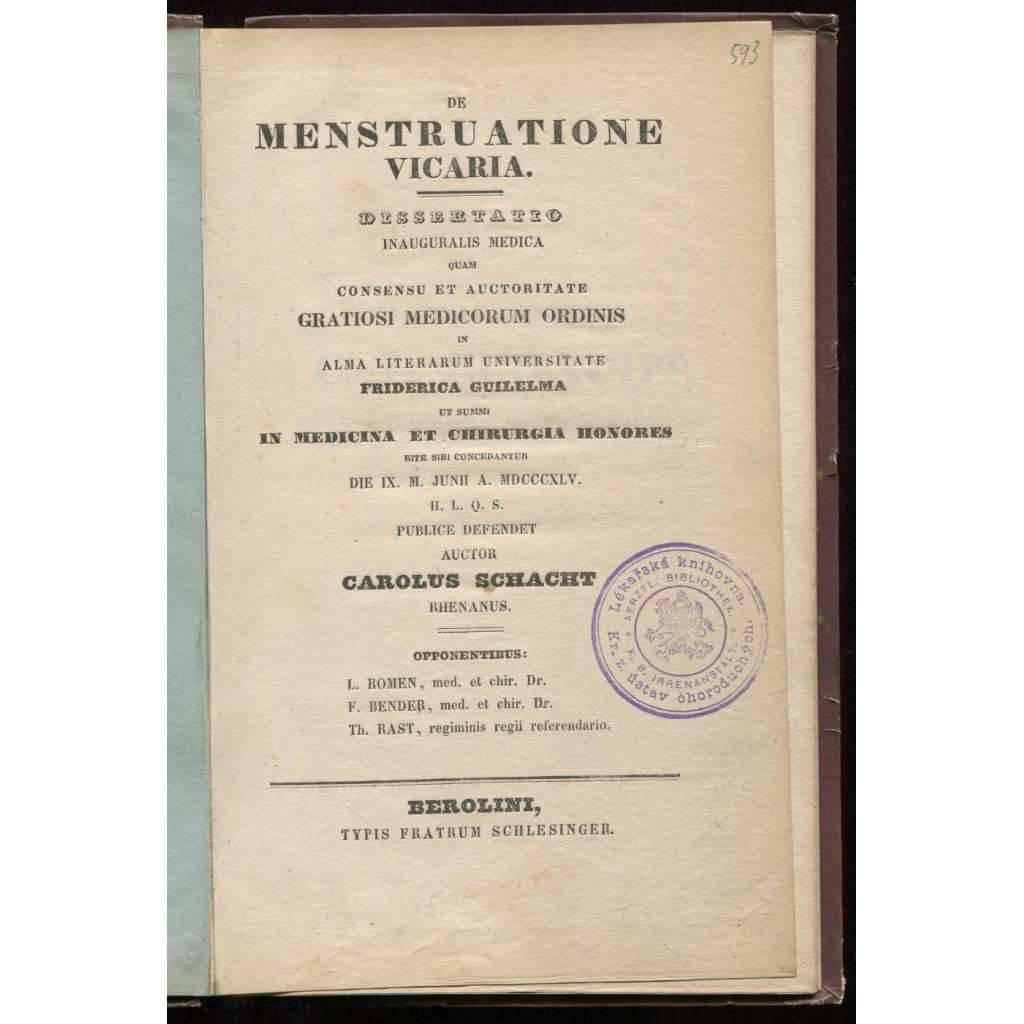 593
DE
MENSTRUATIONE
VICARIA.
DISSERTATIO
INAUGURALIS MEDICA
QUAM
CONSENSU ET AUCTORITATE
GRATIOSI MEDICORUM ORDINIS
IN
ALMA LITERARUM UNIVERSITATE
FRIDERICA GUILELMA
UT SUMMI
IN MEDICINA ET CHIRURGIA HONORES
RITE SIBI CONCEDANTUR
DIE IX. M. JUNII A. MDCCCXLV.
H. L. Q. S.
PUBLICE DEFENDET
AUCTOR
CAROLUS SCHACHT
RHENANUS.
OPPONENTIBUS:
L. ROMEN, med. et chir. Dr.
F. BENDER, med. et chir. Dr.
Th. RAST, regiminis regii referendario.
BEROLINI,
TYPIS FRATRUM SCHLESINGER.
Lékařská knihovna.
Kr. z. ústav choroduchých.
AERZTL. BIBLIOTHEK.
K. B. IRRENANSTALT.